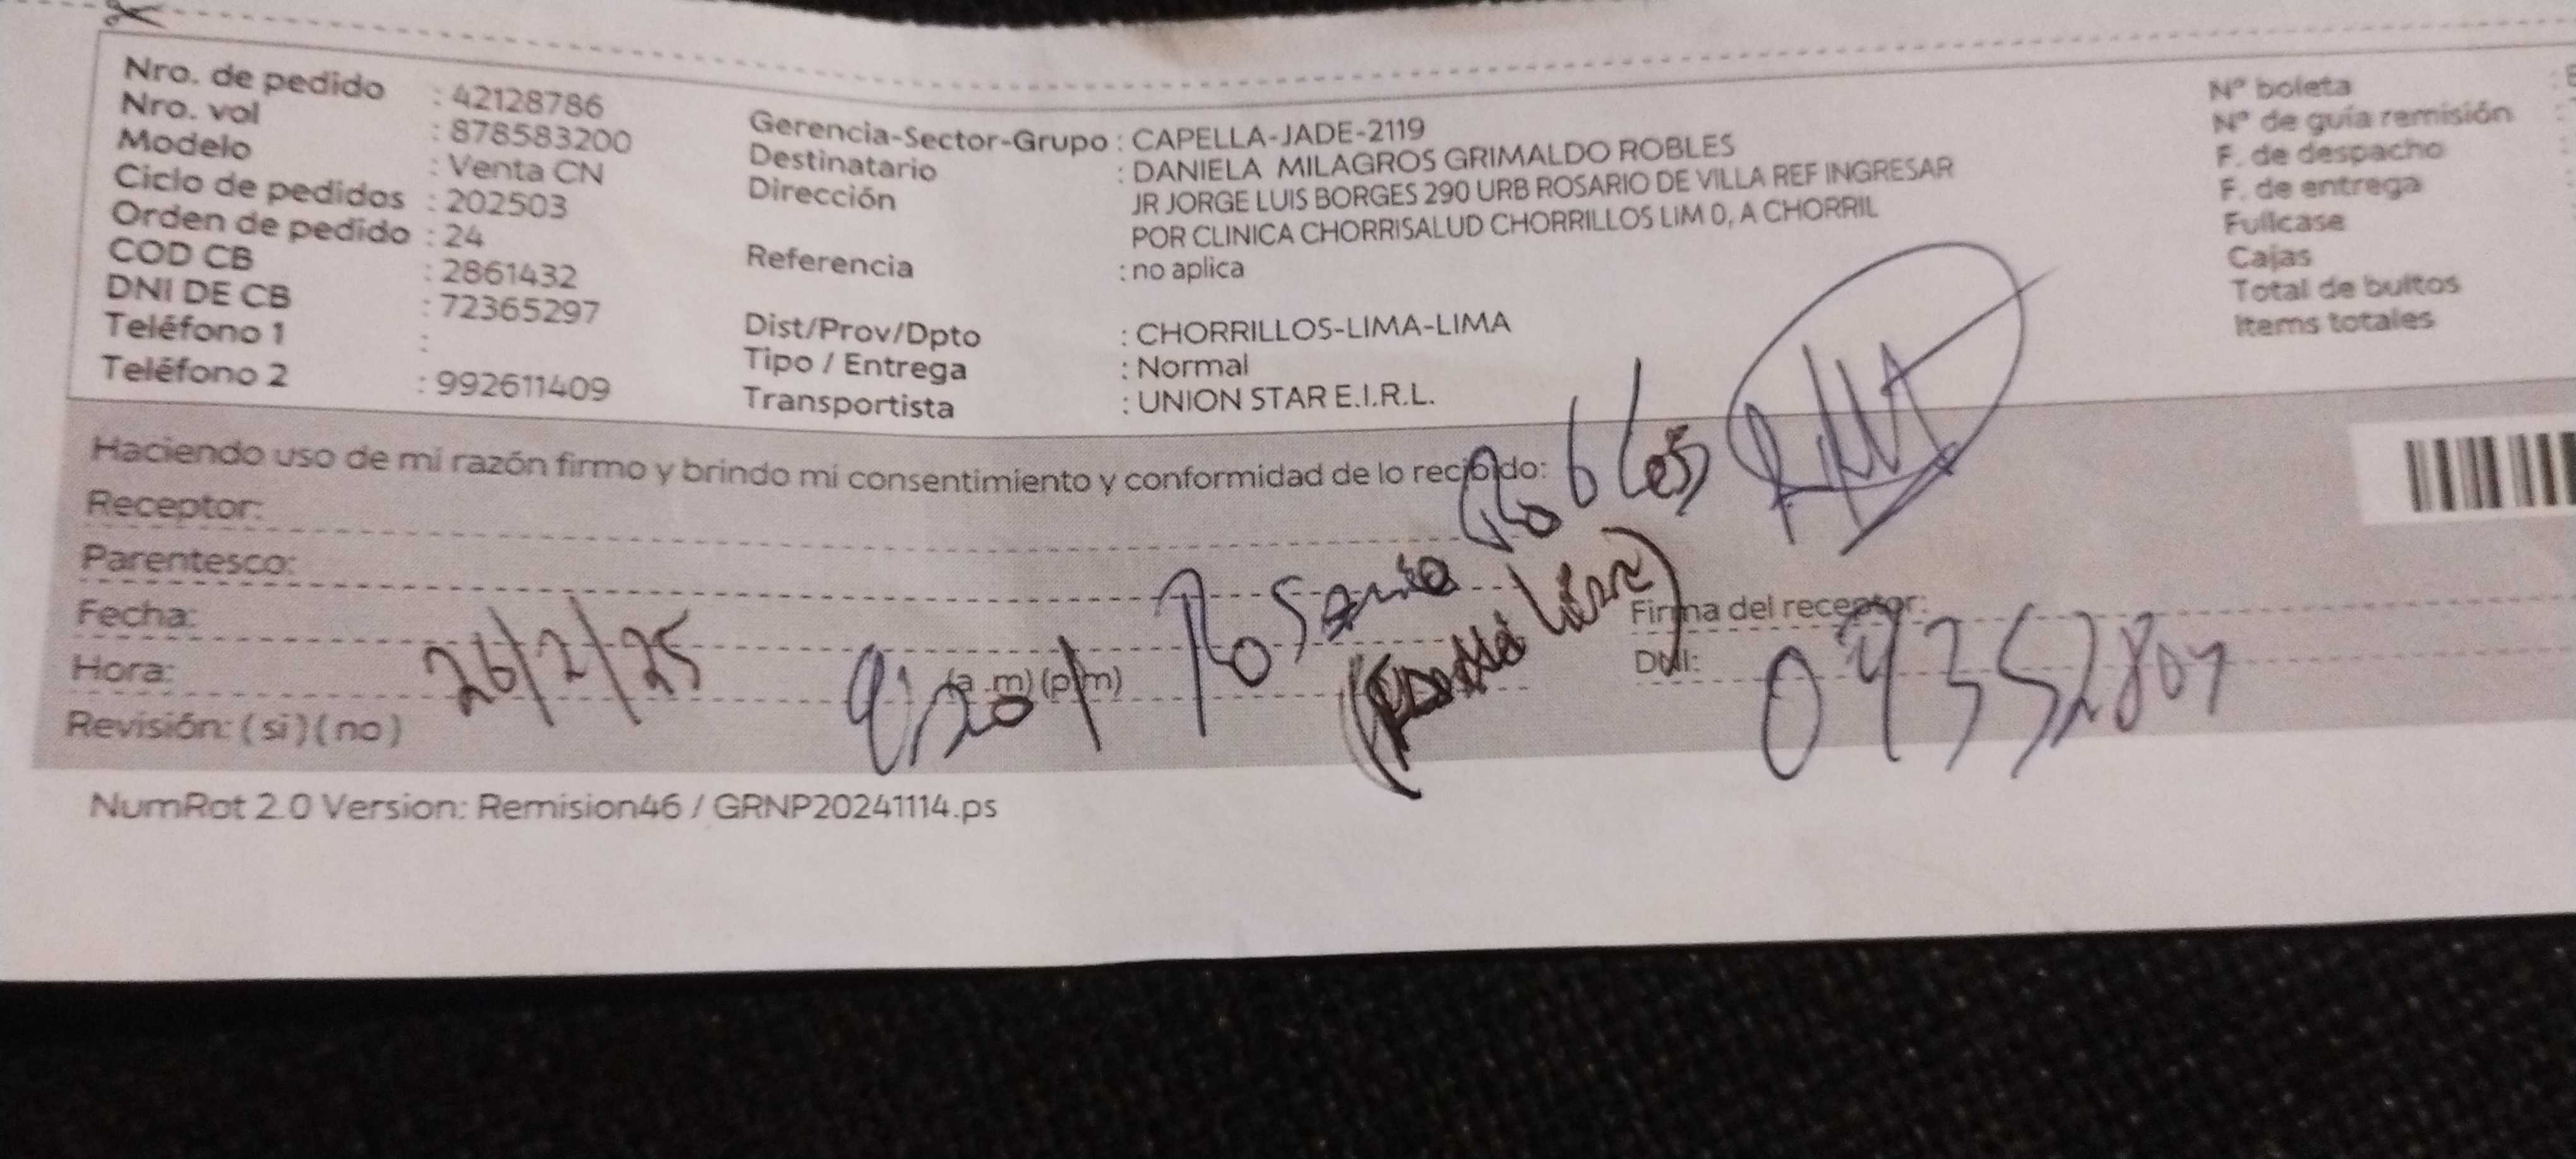 Nro. de pedido : 42128786
Nro. vol : 878583200
Modelo : Venta CN
Ciclo de pedidos : 202503
Orden de pedido : 24
COD CB : 2861432
DNI DE CB : 72365297
Teléfono 1 :
Teléfono 2 : 992611409
Gerencia-Sector-Grupo : CAPELLA-JADE-2119
Destinatario : DANIELA MILAGROS GRIMALDO ROBLES
Dirección JR JORGE LUIS BORGES 290 URB ROSARIO DE VILLA REF INGRESAR
POR CLINICA CHORRISALUD CHORRILLOS LIM 0, A CHORRIL
Referencia : no aplica
Dist/Prov/Dpto : CHORRILLOS-LIMA-LIMA
Tipo / Entrega : Normal
Transportista : UNION STAR E.I.R.L.
N° boleta
N° de guía remisión
F. de despacho
F. de entrega
Fullcase
Cajas
Total de bultos
Items totales
Haciendo uso de mi razón firmo y brindo mi consentimiento y conformidad de lo recibido:
Receptor:
Parentesco:
Fecha: 26/2/25
Hora: (a.m) (p.m)
Revisión: ( si ) ( no )
Robles
Firma del receptor:
DNI:
NumRot 2.0 Version: Remision46 / GRNP20241114.ps